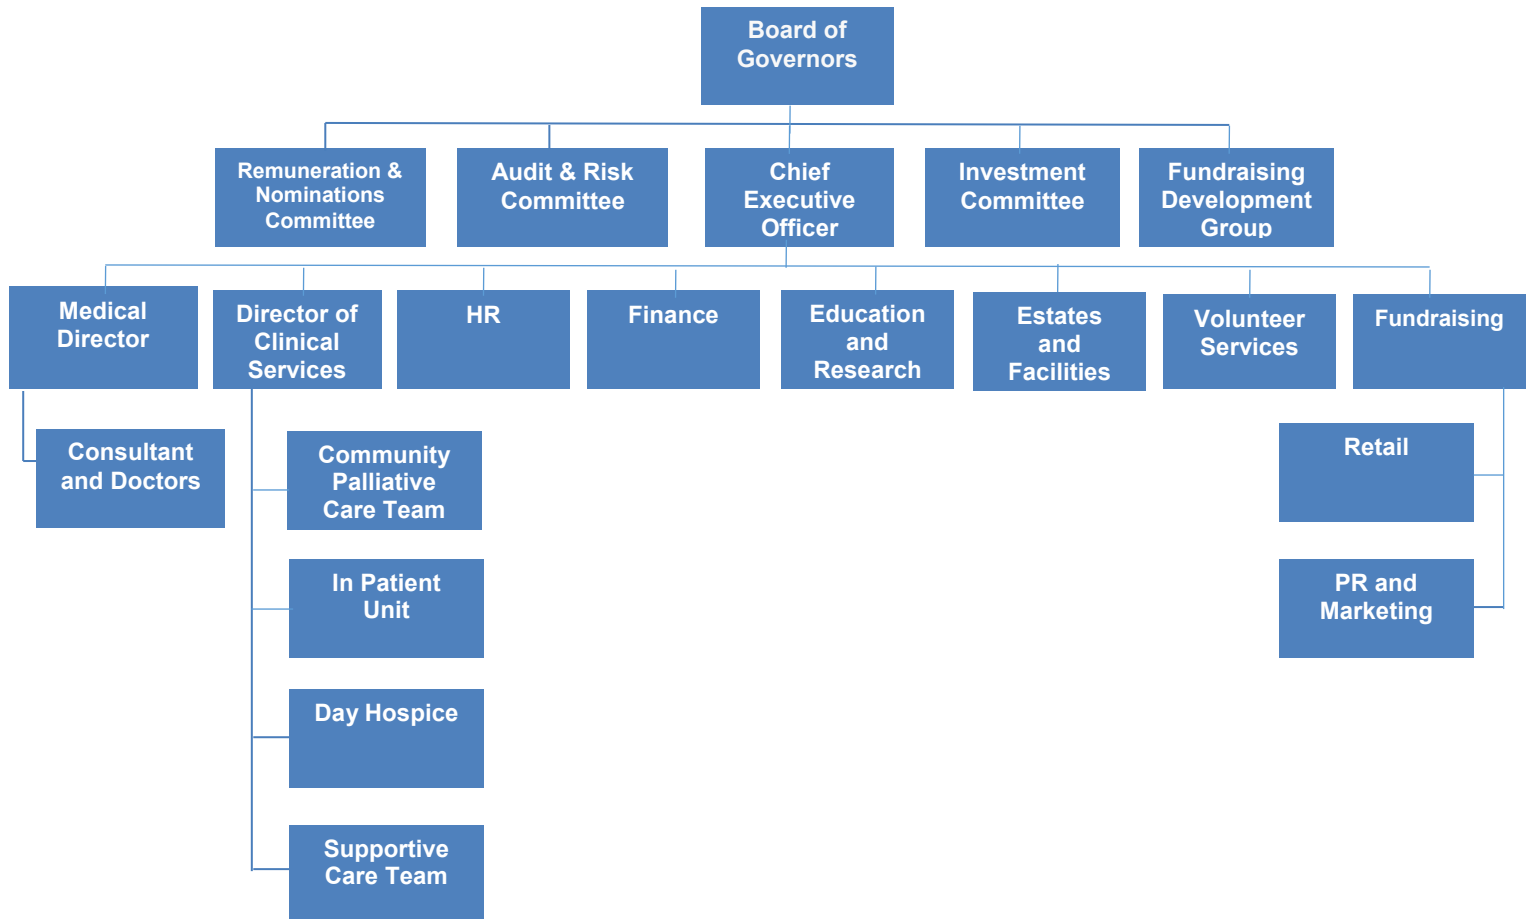 Board of
Governors
Remuneration &
Nominations
Committee
Audit & Risk
Committee
Chief
Executive
Officer
Investment
Committee
Fundraising
Development
Group
Medical
Director
Director of
Clinical
Services
HR
Finance
Education
and
Research
Estates
and
Facilities
Volunteer
Services
Fundraising
Consultant
and Doctors
Community
Palliative
Care Team
In Patient
Unit
Day Hospice
Supportive
Care Team
Retail
PR and
Marketing